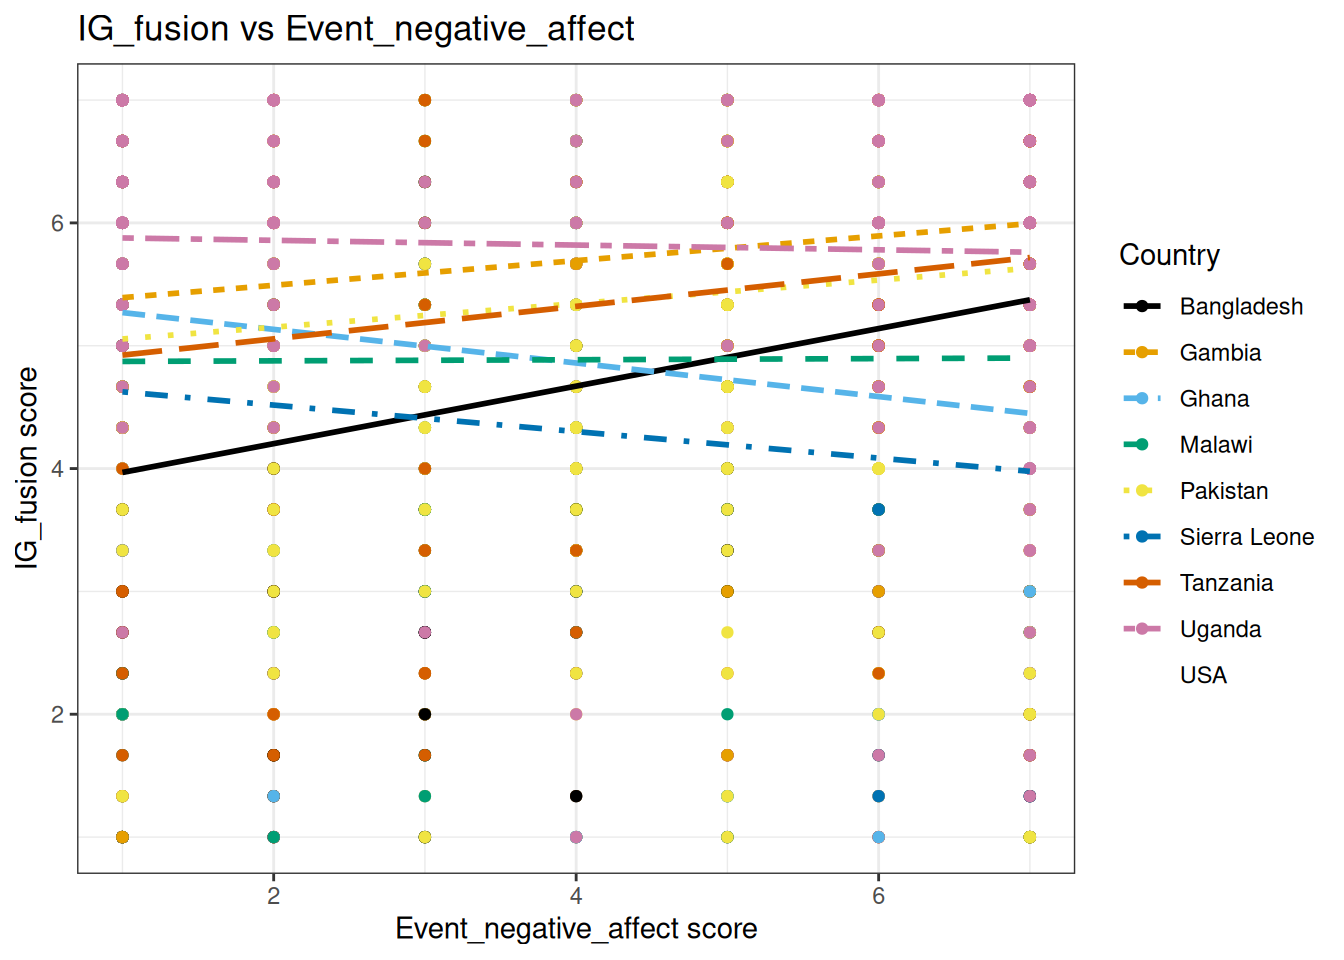 IG_fusion vs Event_negative_affect
IG_fusion score
6
4
2
2
4
6
Event_negative_affect score
Country
Bangladesh
Gambia
Ghana
Malawi
Pakistan
Sierra Leone
Tanzania
Uganda
USA